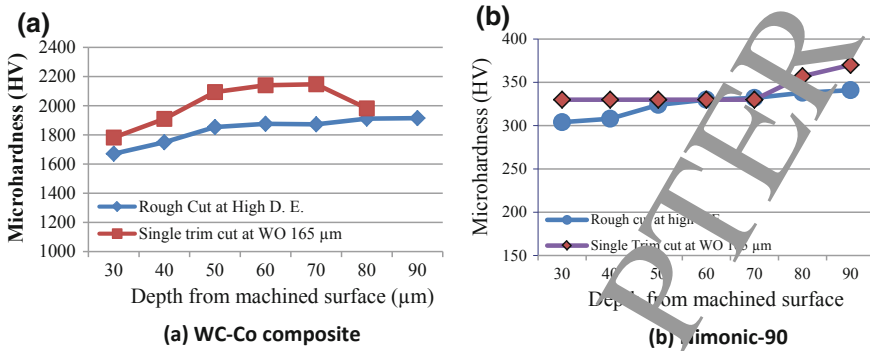 (a)
Microhardness (HV)
2400
2200
2000
1800
1600
1400
1200
1000
Rough Cut at High D. E.
Single trim cut at WO 165 µm
30 40 50 60 70 80 90
Depth from machined surface (µm)
(a) WC-Co composite
(b)
Microhardness (HV)
400
350
300
250
200
150
Rough cut at high
Single Trim cut at WO
µm
30 40 50 60 70 80 90
Depth from machined surface
(b)
PTER